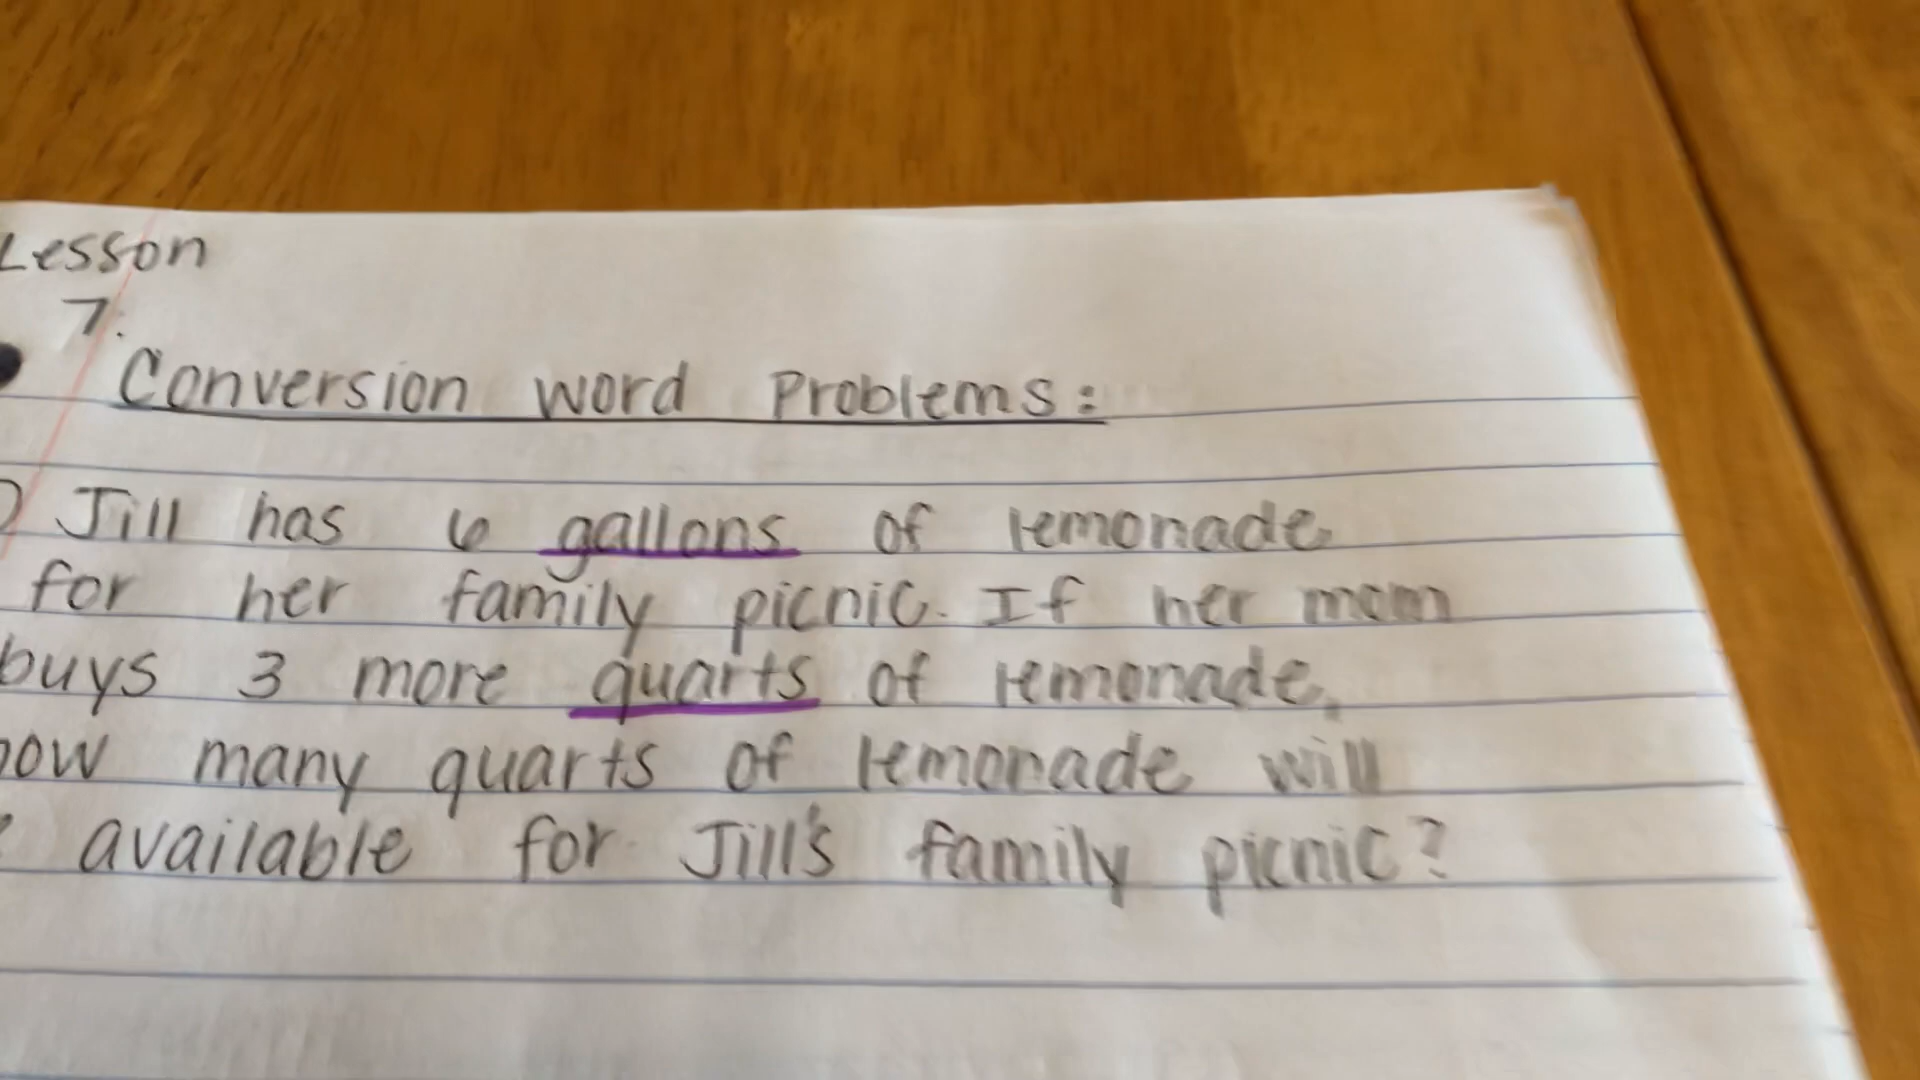 Lesson
7.
Conversion word Problems:
Jill has 6 gallons of lemonade
for her family picnic. If her mom
buys 3 more quarts of lemonade,
how many quarts of lemonade will
available for Jill's family picnic?